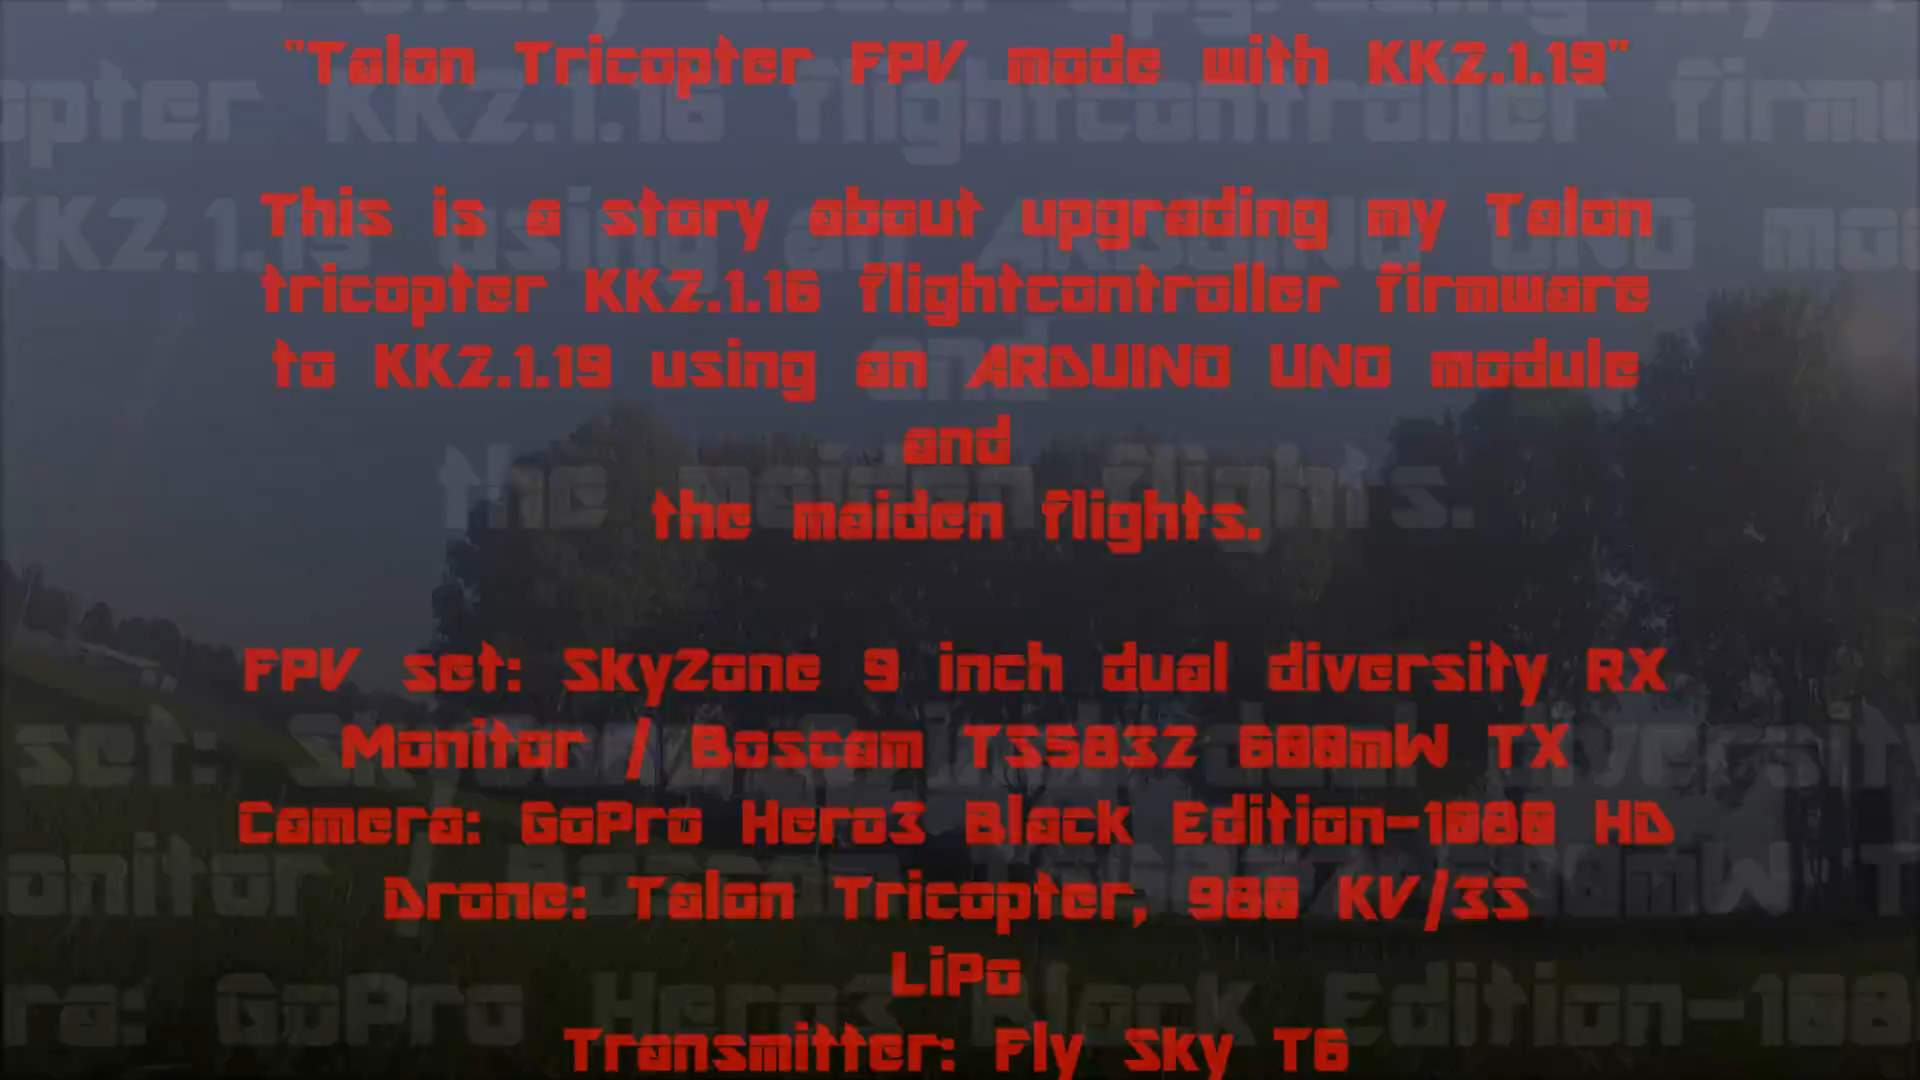 "Talon Tricopter FPV mode with KK2.1.19"
This is a story about upgrading my Talon
tricopter KK2.1.16 flightcontroller firmware
to KK2.1.19 using an ARDUINO UNO module
and
the maiden flights.
FPV set: SkyZone 9 inch dual diversity RX
Monitor / Boscam TS5832 600mW TX
Camera: GoPro Hero3 Black Edition-1080 HD
Drone: Talon Tricopter, 980 KV/3S
LiPo
Transmitter: Fly Sky T6